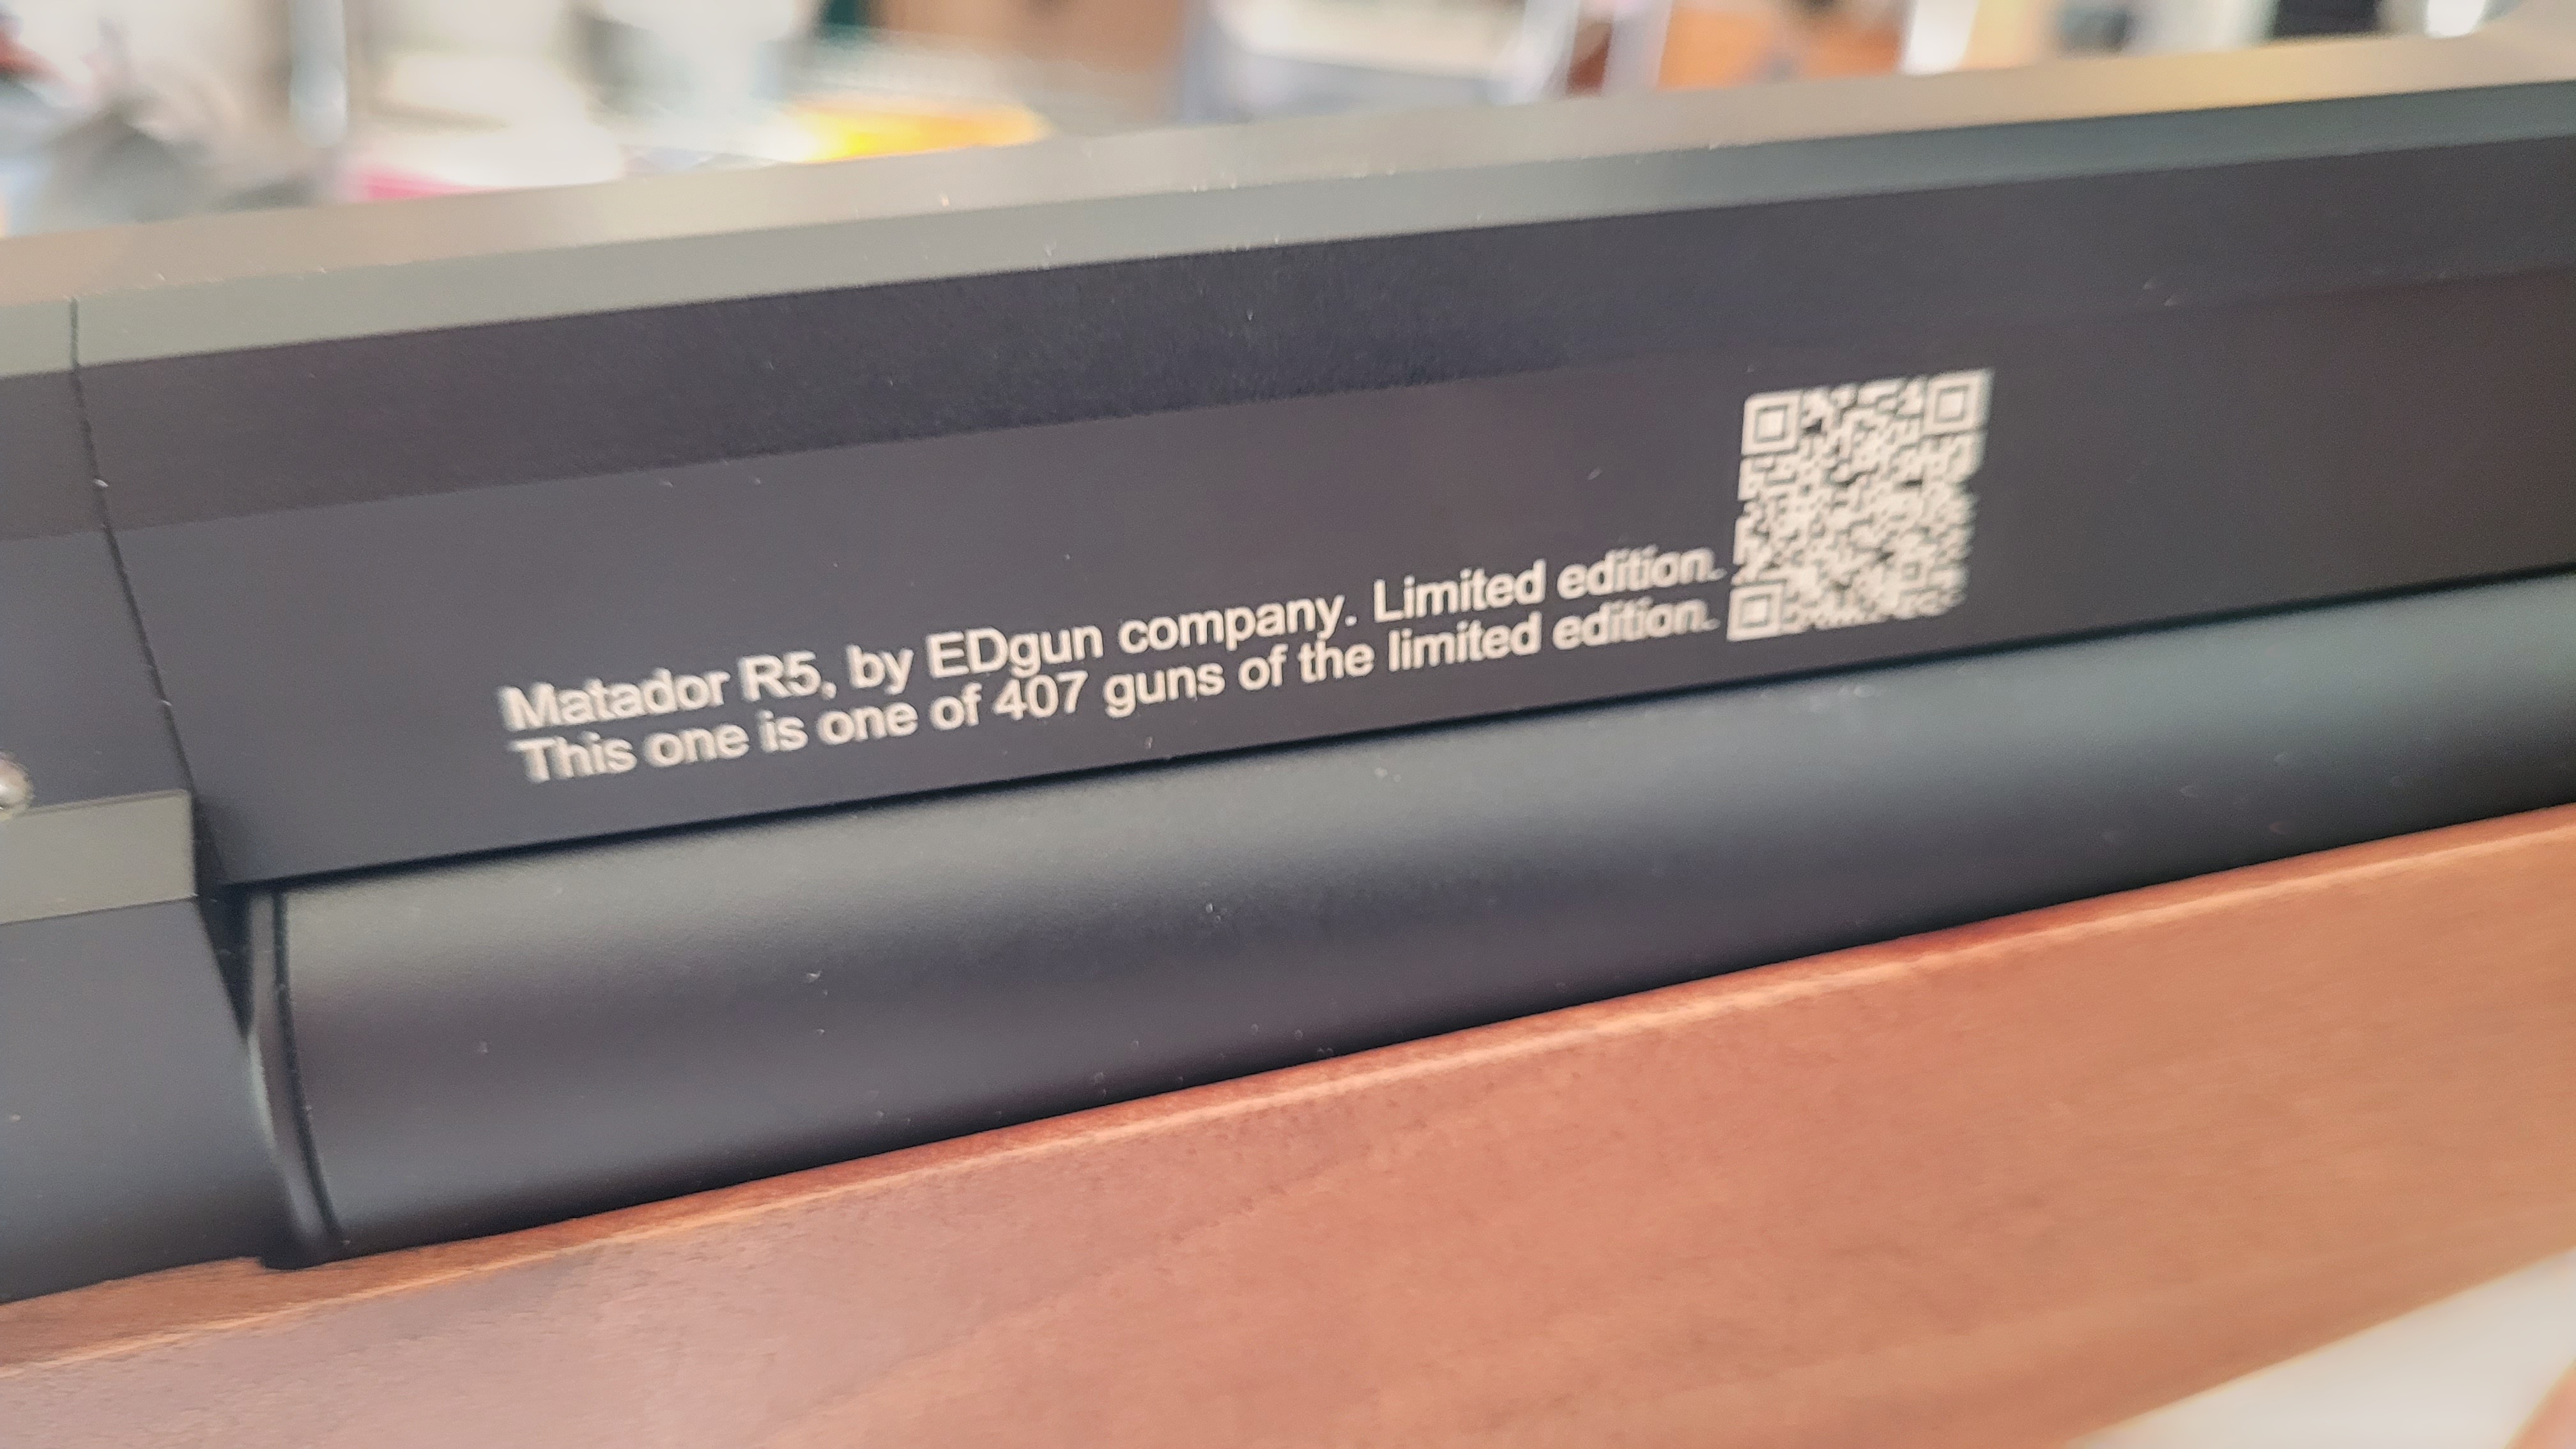 Matador R5, by EDgun company. Limited edition.
This one is one of 407 guns of the limited edition.